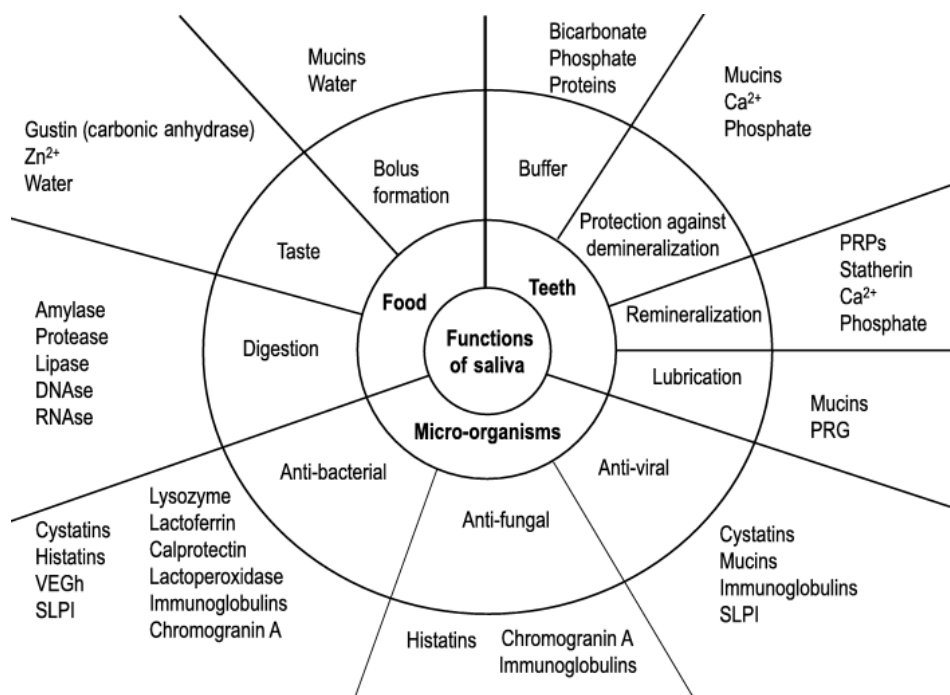 Functions
of saliva
Teeth
Buffer
Bicarbonate
Phosphate
Proteins
Protection against
demineralization
Mucins
Ca²⁺
Phosphate
Remineralization
PRPs
Statherin
Ca²⁺
Phosphate
Lubrication
Mucins
PRG
Micro-organisms
Anti-viral
Cystatins
Mucins
Immunoglobulins
SLPI
Anti-fungal
Histatins
Chromogranin A
Immunoglobulins
Anti-bacterial
Cystatins
Histatins
VEGh
SLPI
Lysozyme
Lactoferrin
Calprotectin
Lactoperoxidase
Immunoglobulins
Chromogranin A
Food
Digestion
Amylase
Protease
Lipase
DNAse
RNAse
Taste
Gustin (carbonic anhydrase)
Zn²⁺
Water
Bolus
formation
Mucins
Water